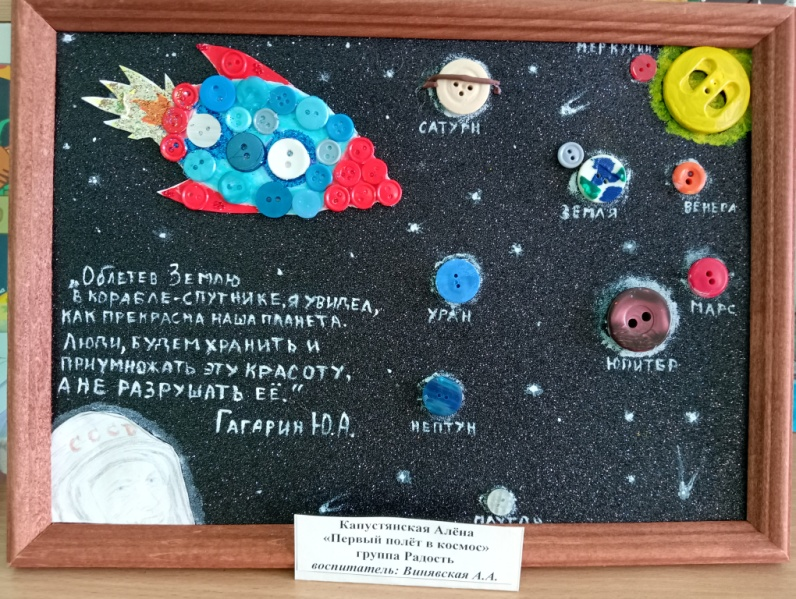 МЕРКУРИЙ
САТУРН
ЗЕМЛЯ
ВЕНЕРА
УРАН
МАРС
ЮПИТЕР
НЕПТУН
„Облетев Землю
в корабле-спутнике, я увидел,
как прекрасна наша планета.
Люди, будем хранить и
приумножать эту красоту,
а не разрушать её.“
Гагарин Ю.А.
СССР
Капустянская Алёна
«Первый полёт в космос»
группа Радость
воспитатель: Винявская А.А.